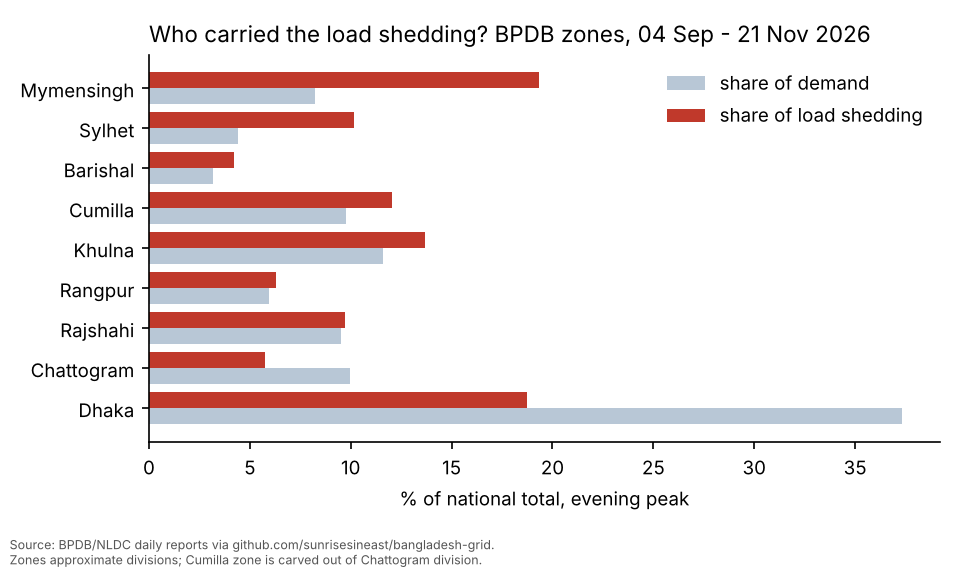 Who carried the load shedding? BPDB zones, 04 Sep - 21 Nov 2026
share of demand
share of load shedding
Mymensingh
Sylhet
Barishal
Cumilla
Khulna
Rangpur
Rajshahi
Chattogram
Dhaka
0 5 10 15 20 25 30 35
% of national total, evening peak
Source: BPDB/NLDC daily reports via github.com/sunrisesineast/bangladesh-grid.
Zones approximate divisions; Cumilla zone is carved out of Chattogram division.